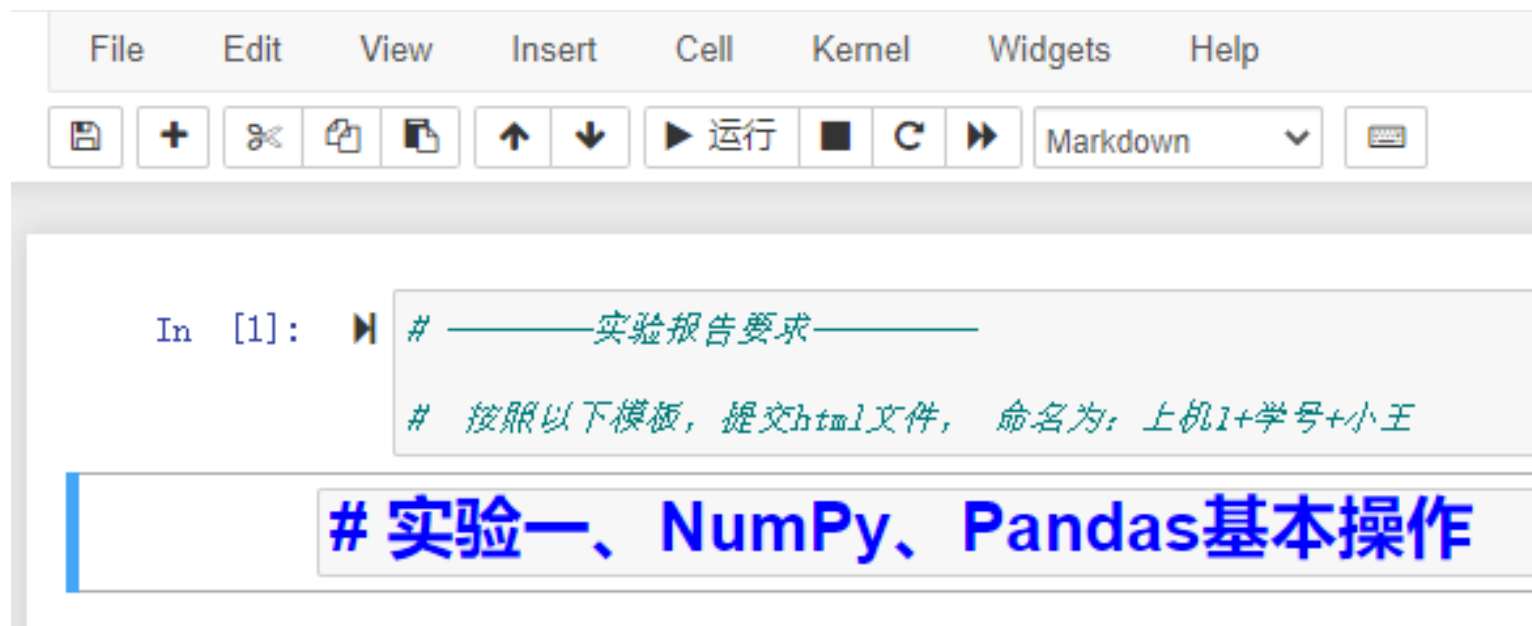 File Edit View Insert Cell Kernel Widgets Help
运行 Markdown
In [1]: # ————实验报告要求————
# 按照以下模板，提交html文件， 命名为：上机1+学号+小王
# 实验一、NumPy、Pandas基本操作